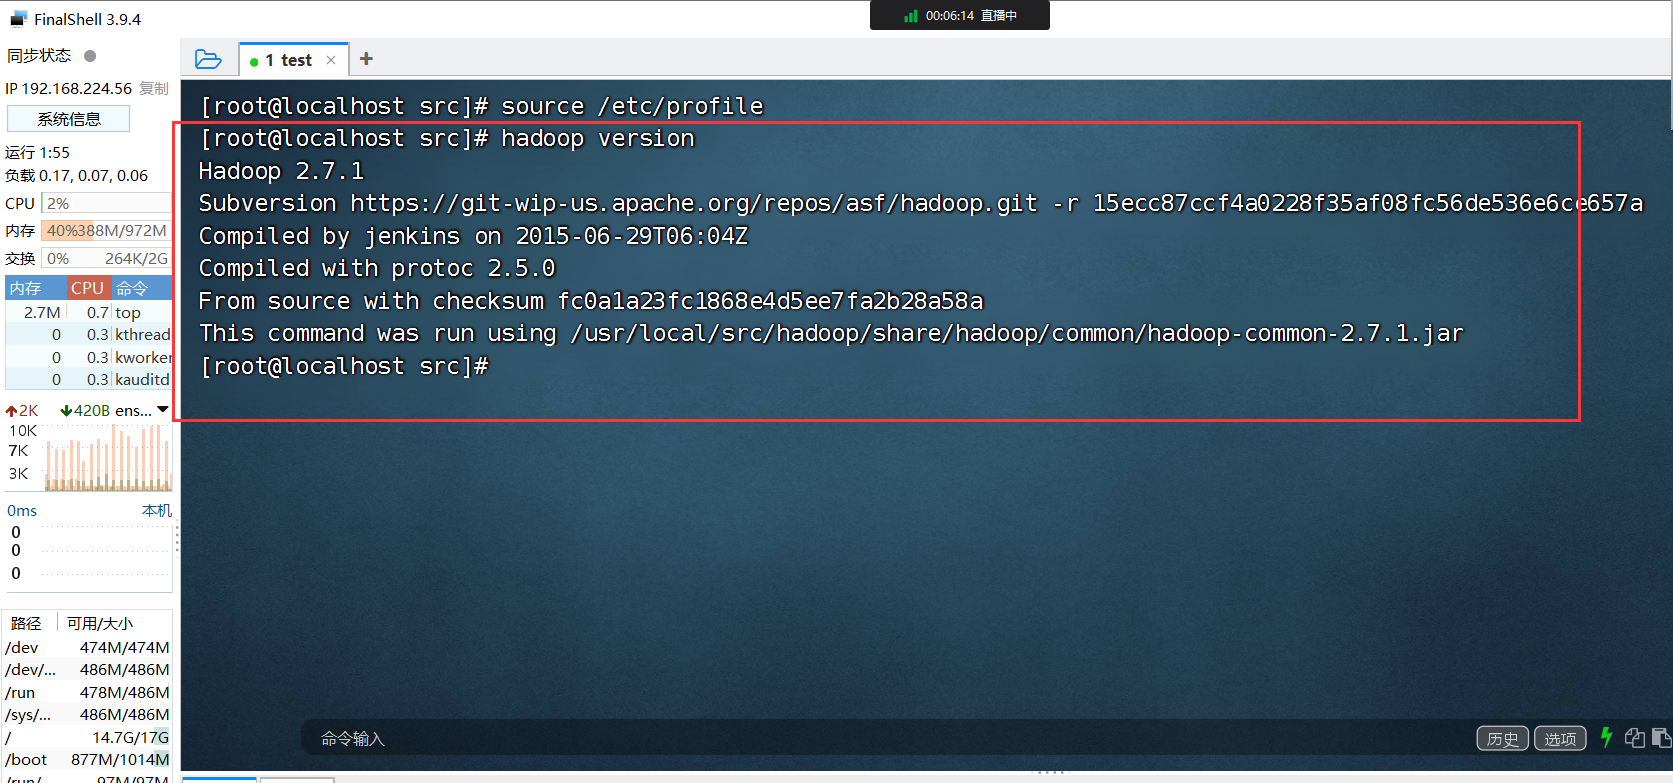 FinalShell 3.9.4
00:06:14 直播中
同步状态
1 test × +
IP 192.168.224.56 复制
系统信息
运行 1:55
负载 0.17, 0.07, 0.06
CPU 2%
内存 40% 388M/972M
交换 0% 264K/2G
内存 CPU 命令
2.7M 0.7 top
0 0.3 kthread
0 0.3 kworker
0 0.3 kauditd
2K 420B ens...
10K
7K
3K
0ms 本机
0
0
0
路径 可用/大小
/dev 474M/474M
/dev/... 486M/486M
/run 478M/486M
/sys/... 486M/486M
/ 14.7G/17G
/boot 877M/1014M
/run/ 97M/97M
[root@localhost src]# source /etc/profile
[root@localhost src]# hadoop version
Hadoop 2.7.1
Subversion https://git-wip-us.apache.org/repos/asf/hadoop.git -r 15ecc87ccf4a0228f35af08fc56de536e6ce657a
Compiled by jenkins on 2015-06-29T06:04Z
Compiled with protoc 2.5.0
From source with checksum fc0a1a23fc1868e4d5ee7fa2b28a58a
This command was run using /usr/local/src/hadoop/share/hadoop/common/hadoop-common-2.7.1.jar
[root@localhost src]#
命令输入
历史 选项